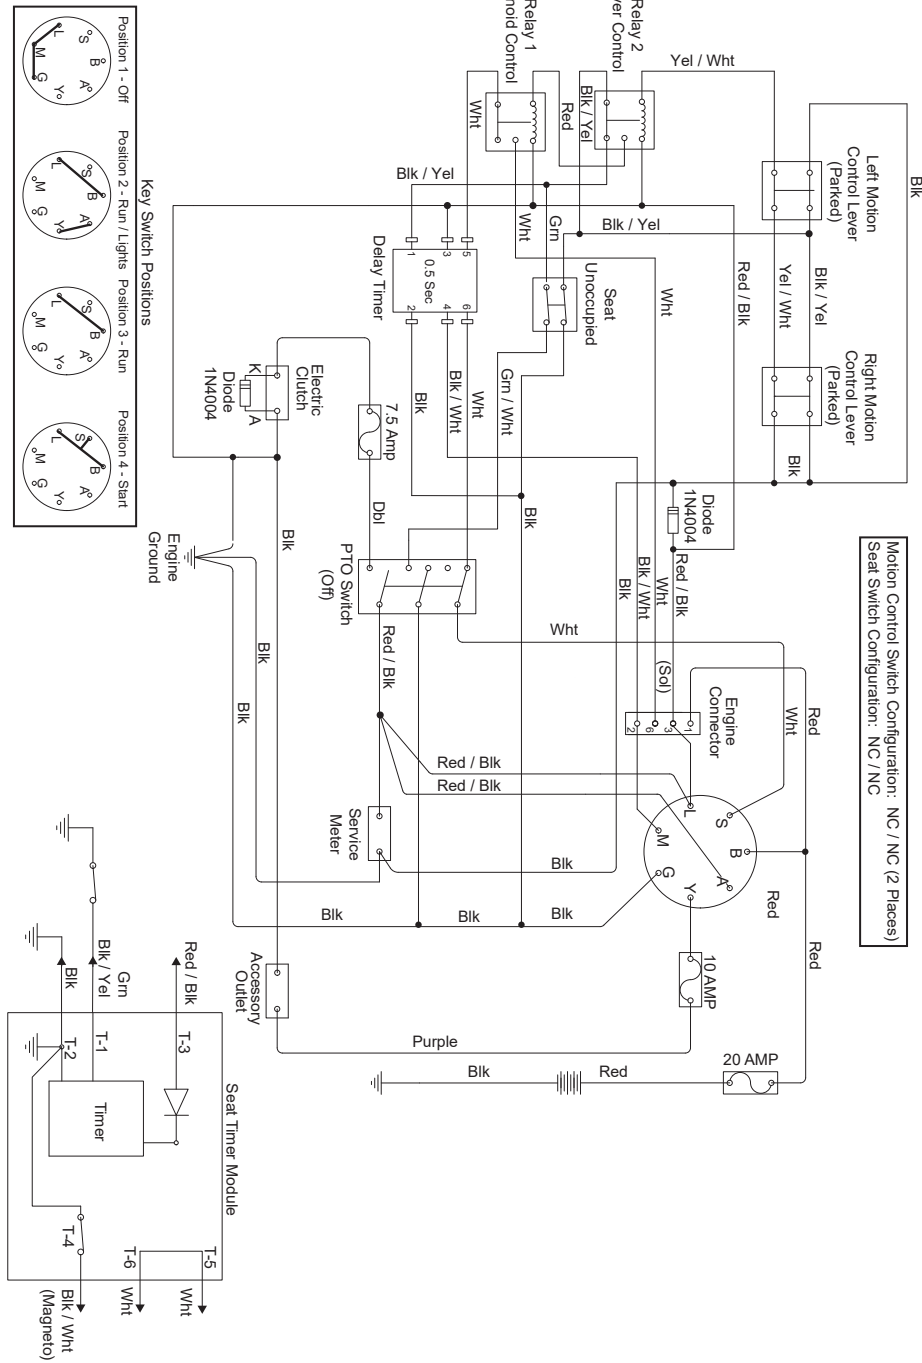 Motion Control Switch Configuration: NC / NC (2 Places)
Seat Switch Configuration: NC / NC
Relay 1
noid Control
Relay 2
er Control
Yel / Wht
Blk
Left Motion
Control Lever
(Parked)
Right Motion
Control Lever
(Parked)
Wht
Red
Blk / Yel
Blk / Yel
Wht
Grn
Blk / Yel
Red / Blk
Yel / Wht
Blk / Yel
Blk
1
3
5
0.5 Sec
2
4
6
Delay Timer
Seat
Unoccupied
Wht
Electric
Clutch
K
A
Diode
1N4004
7.5 Amp
Blk
Blk / Wht
Wht
Grn / Wht
Blk
Diode
1N4004
Dbl
PTO Switch
(Off)
Blk
Engine
Ground
Blk
Blk
Red / Blk
Wht
Blk
Blk / Wht
Wht
(Sol)
Red / Blk
Engine
Connector
2
6
3
1
Wht
Red
Red / Blk
Red / Blk
Service
Meter
Blk
L
S
B
A
Y
G
M
Red
Red
Blk
Blk
Blk
10 AMP
Accessory
Outlet
Purple
20 AMP
Blk
Red
Key Switch Positions
Position 1 - Off
L
S
B
A
Y
G
M
Position 2 - Run / Lights
L
S
B
A
Y
G
M
Position 3 - Run
L
S
B
A
Y
G
M
Position 4 - Start
L
S
B
A
Y
G
M
Seat Timer Module
Red / Blk
T-3
Grn
Blk / Yel
T-1
Blk
T-2
Timer
T-4
Blk / Wht
(Magneto)
T-6
Wht
T-5
Wht